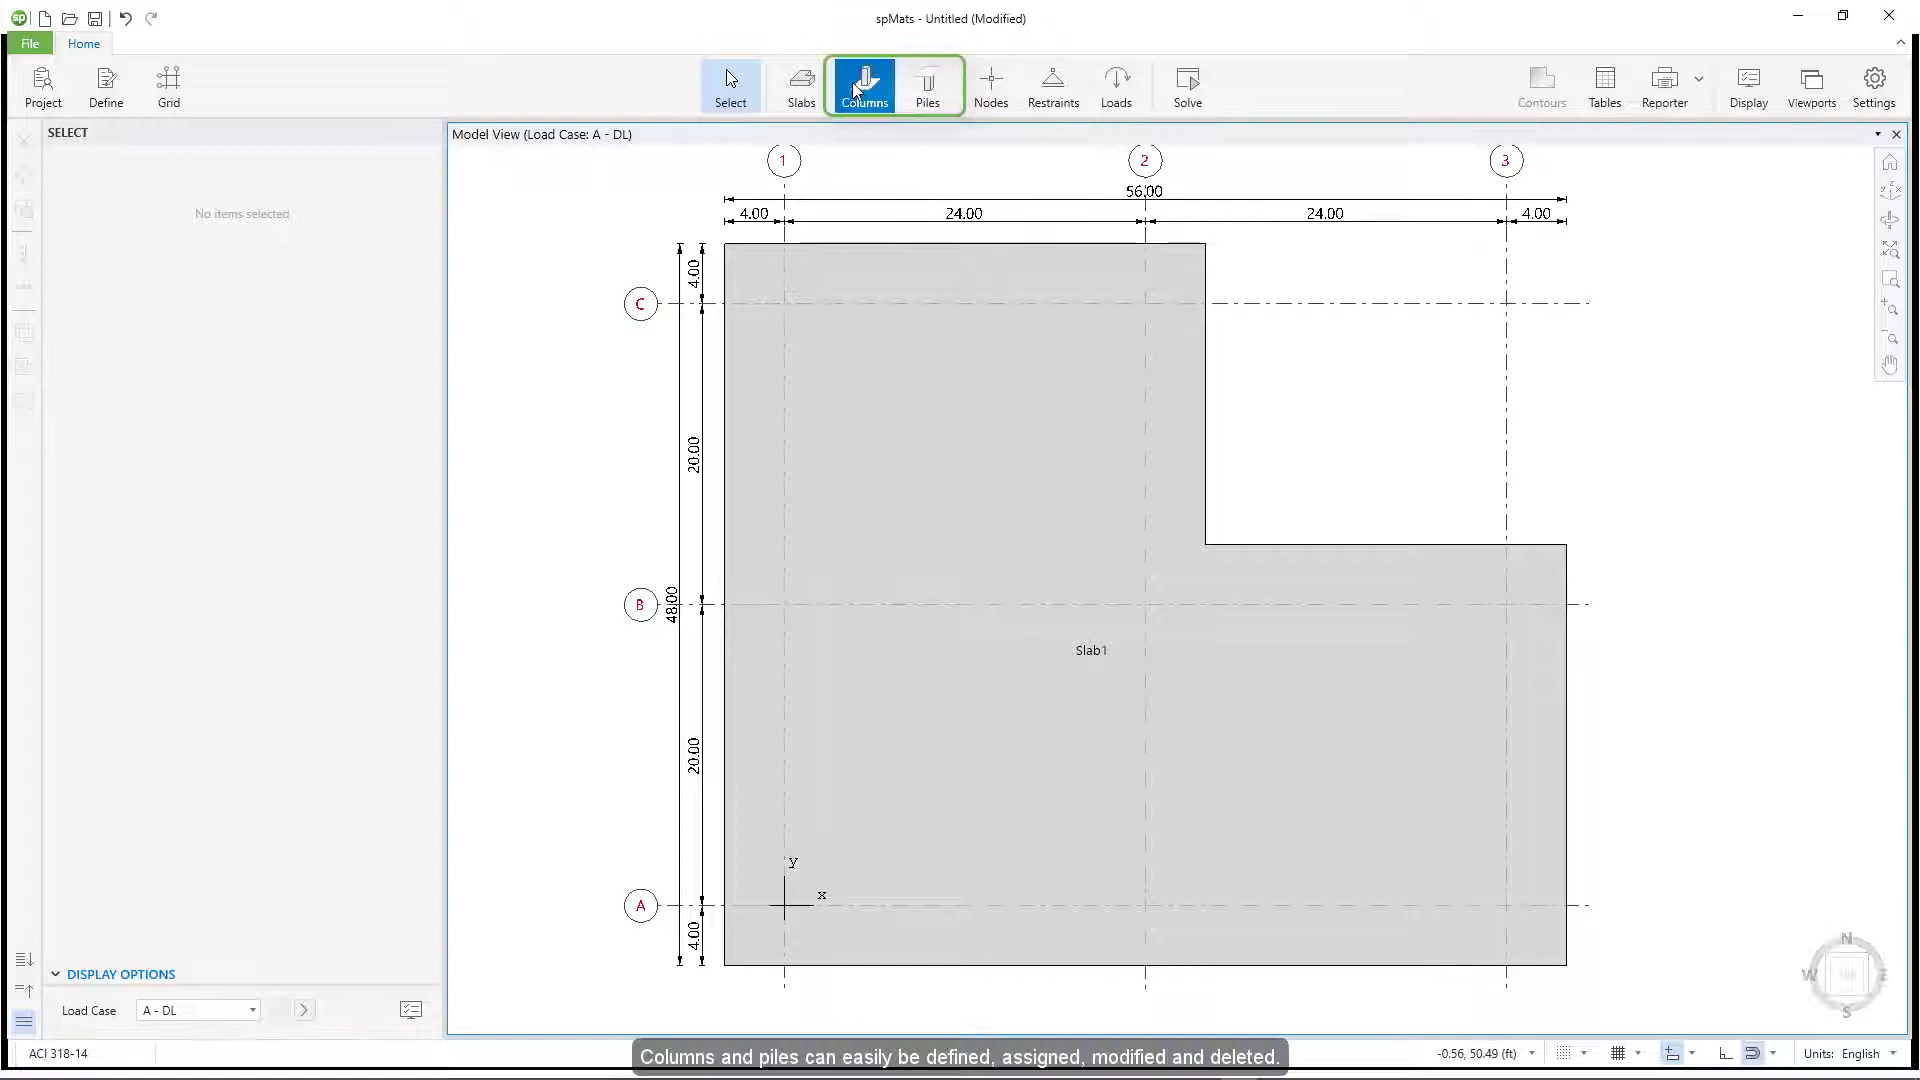 sp
spMats - Untitled (Modified)
File
Home
Project
Define
Grid
Select
Slabs
Columns
Piles
Nodes
Restraints
Loads
Solve
Contours
Tables
Reporter
Display
Viewports
Settings
SELECT
No items selected
Model View (Load Case: A - DL)
1
2
3
56.00
4.00
24.00
24.00
4.00
4.00
C
20.00
B
48.00
Slab1
20.00
y
x
A
4.00
N
W
E
S
DISPLAY OPTIONS
Load Case
A - DL
ACI 318-14
Columns and piles can easily be defined, assigned, modified and deleted.
-0.56, 50.49 (ft)
Units: English